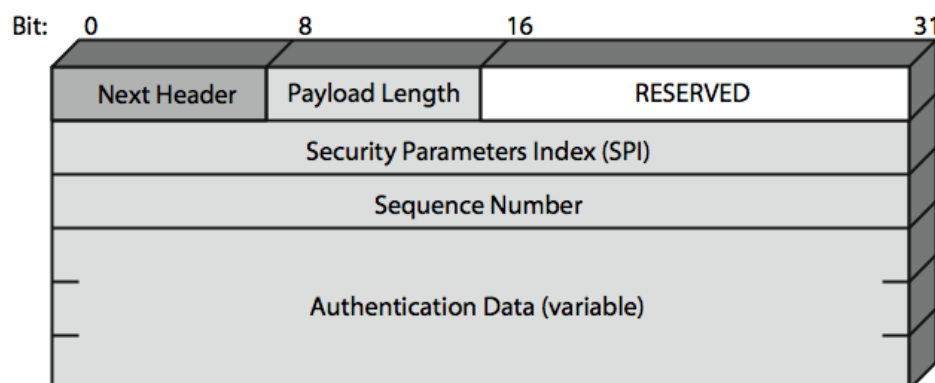 Bit: 0 8 16 31
Next Header Payload Length RESERVED
Security Parameters Index (SPI)
Sequence Number
Authentication Data (variable)